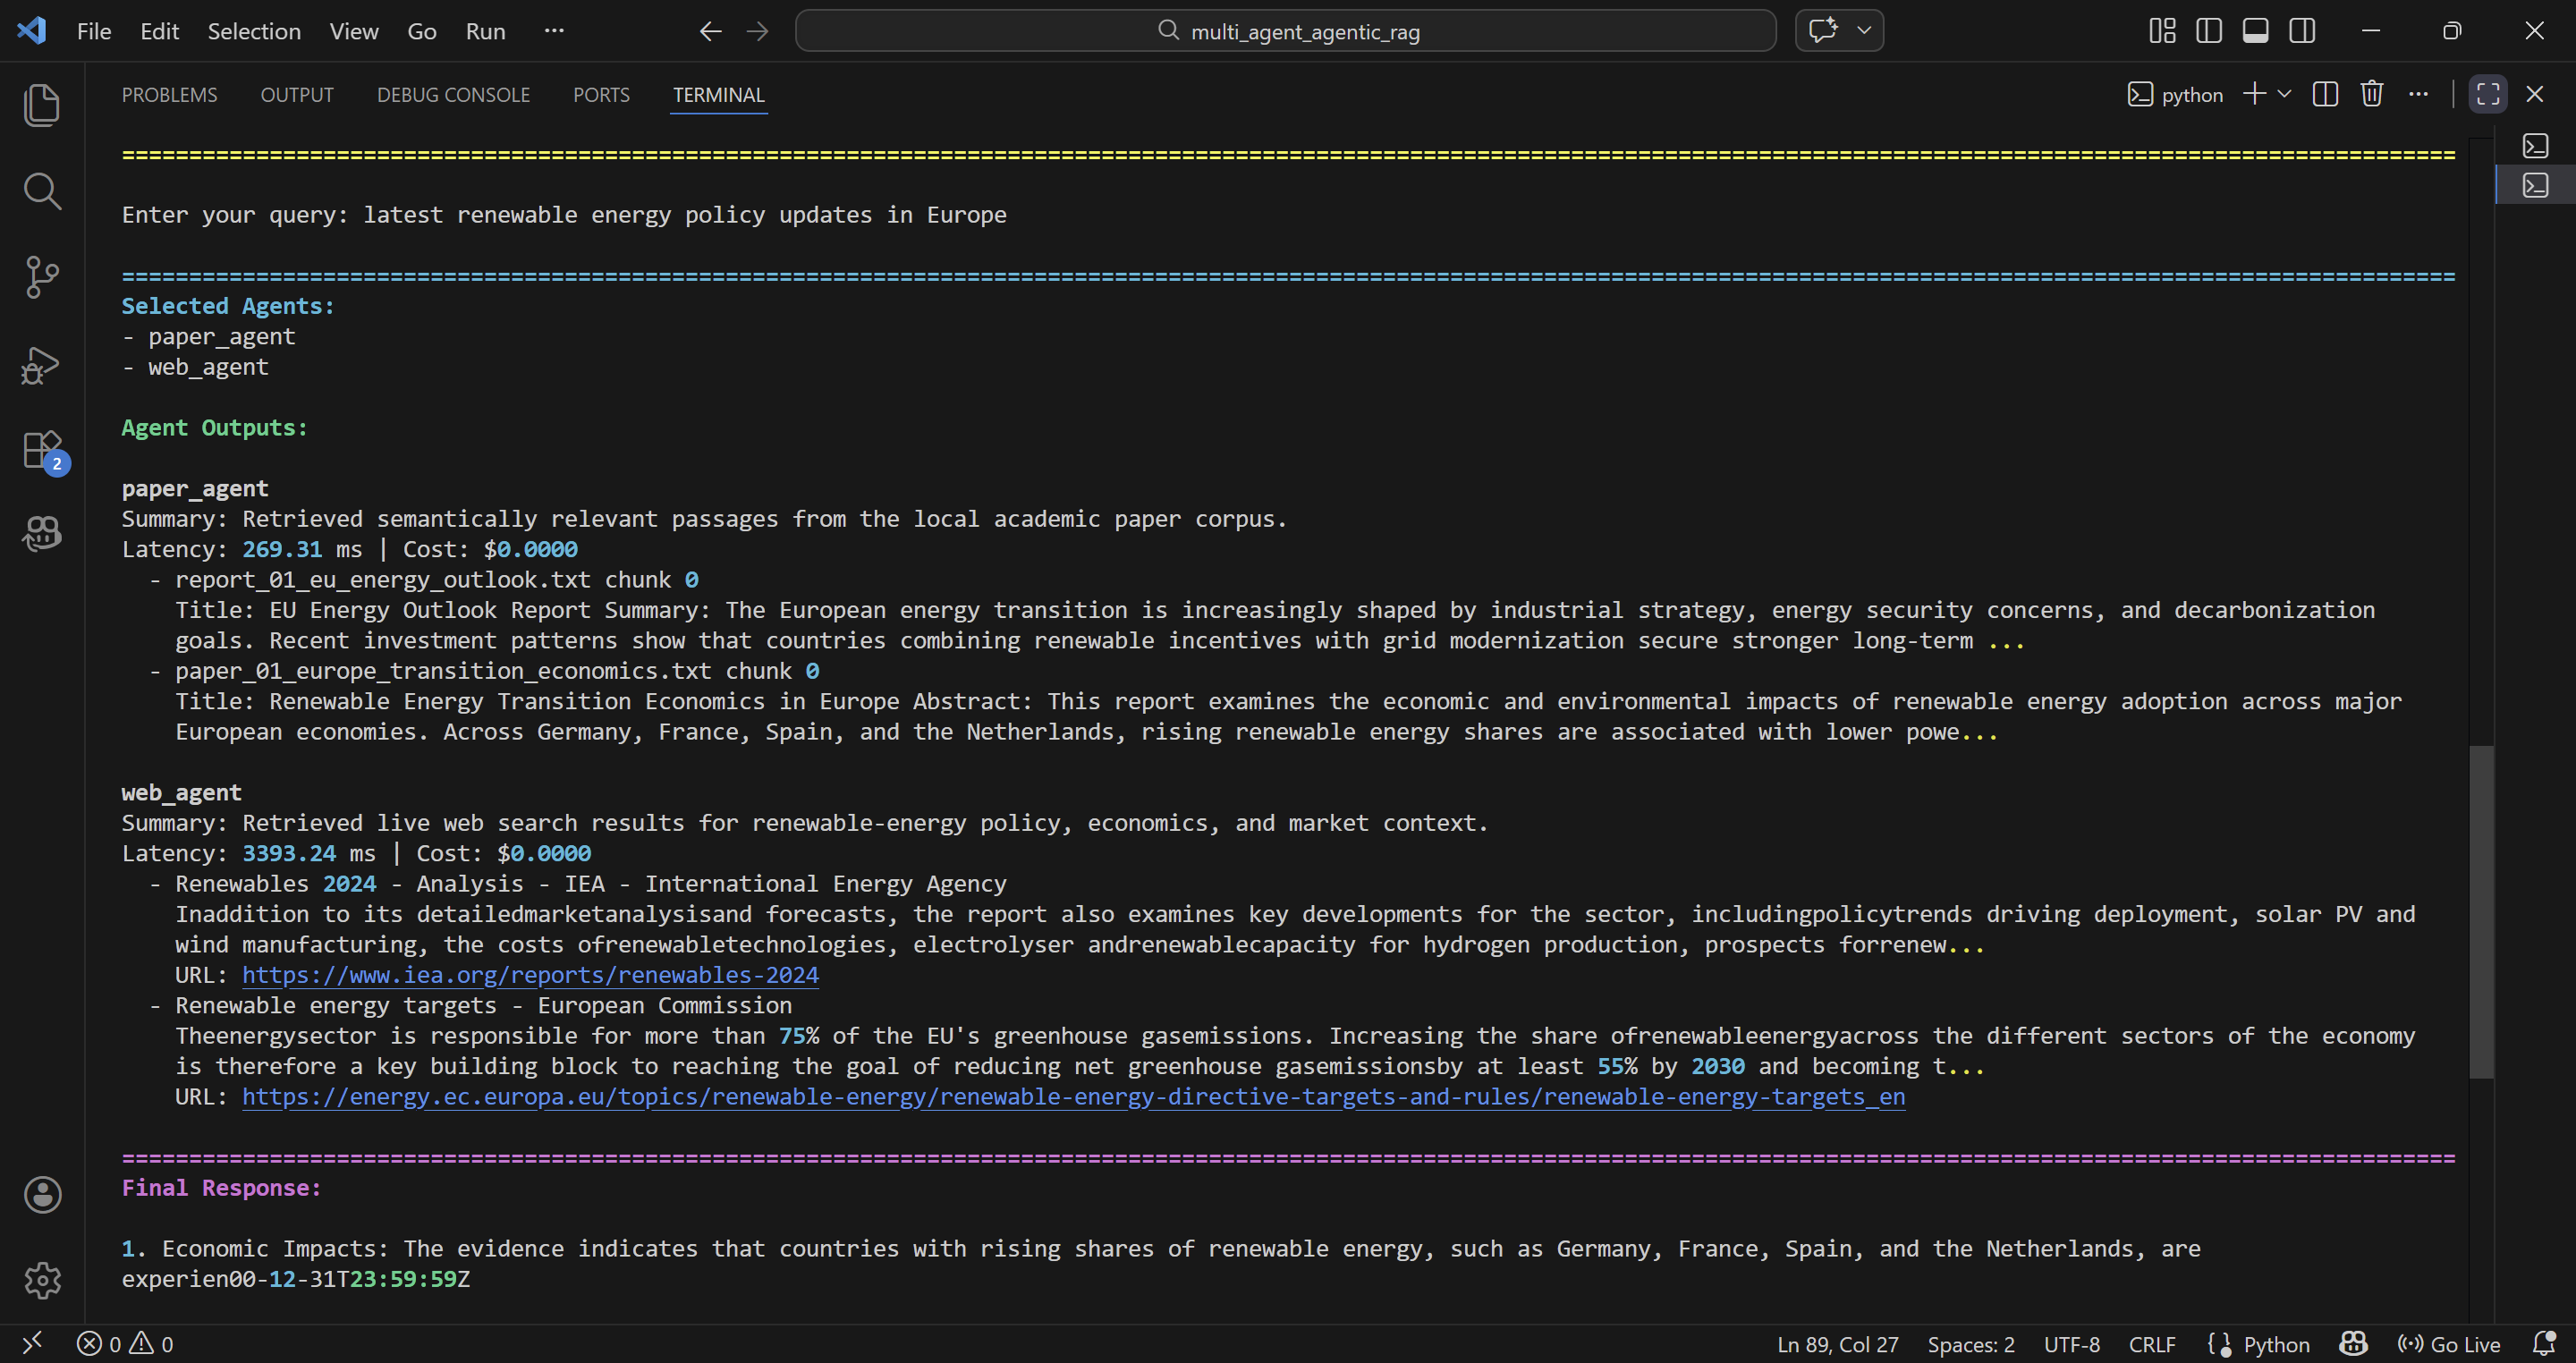 File Edit Selection View Go Run ··· multi_agent_agentic_rag
PROBLEMS OUTPUT DEBUG CONSOLE PORTS TERMINAL python
==============================================================================================================================================================================
Enter your query: latest renewable energy policy updates in Europe
==============================================================================================================================================================================
Selected Agents:
- paper_agent
- web_agent
Agent Outputs:
2
paper_agent
Summary: Retrieved semantically relevant passages from the local academic paper corpus.
Latency: 269.31 ms | Cost: $0.0000
- report_01_eu_energy_outlook.txt chunk 0
Title: EU Energy Outlook Report Summary: The European energy transition is increasingly shaped by industrial strategy, energy security concerns, and decarbonization
goals. Recent investment patterns show that countries combining renewable incentives with grid modernization secure stronger long-term ...
- paper_01_europe_transition_economics.txt chunk 0
Title: Renewable Energy Transition Economics in Europe Abstract: This report examines the economic and environmental impacts of renewable energy adoption across major
European economies. Across Germany, France, Spain, and the Netherlands, rising renewable energy shares are associated with lower powe...
web_agent
Summary: Retrieved live web search results for renewable-energy policy, economics, and market context.
Latency: 3393.24 ms | Cost: $0.0000
- Renewables 2024 - Analysis - IEA - International Energy Agency
Inaddition to its detailedmarketanalysisand forecasts, the report also examines key developments for the sector, includingpolicytrends driving deployment, solar PV and
wind manufacturing, the costs ofrenewabletechnologies, electrolyser andrenewablecapacity for hydrogen production, prospects forrenew...
URL: https://www.iea.org/reports/renewables-2024
- Renewable energy targets - European Commission
Theenergysector is responsible for more than 75% of the EU's greenhouse gasemissions. Increasing the share ofrenewableenergyacross the different sectors of the economy
is therefore a key building block to reaching the goal of reducing net greenhouse gasemissionsby at least 55% by 2030 and becoming t...
URL: https://energy.ec.europa.eu/topics/renewable-energy/renewable-energy-directive-targets-and-rules/renewable-energy-targets_en
==============================================================================================================================================================================
Final Response:
1. Economic Impacts: The evidence indicates that countries with rising shares of renewable energy, such as Germany, France, Spain, and the Netherlands, are
experien00-12-31T23:59:59Z
0 0 Ln 89, Col 27 Spaces: 2 UTF-8 CRLF Python Go Live